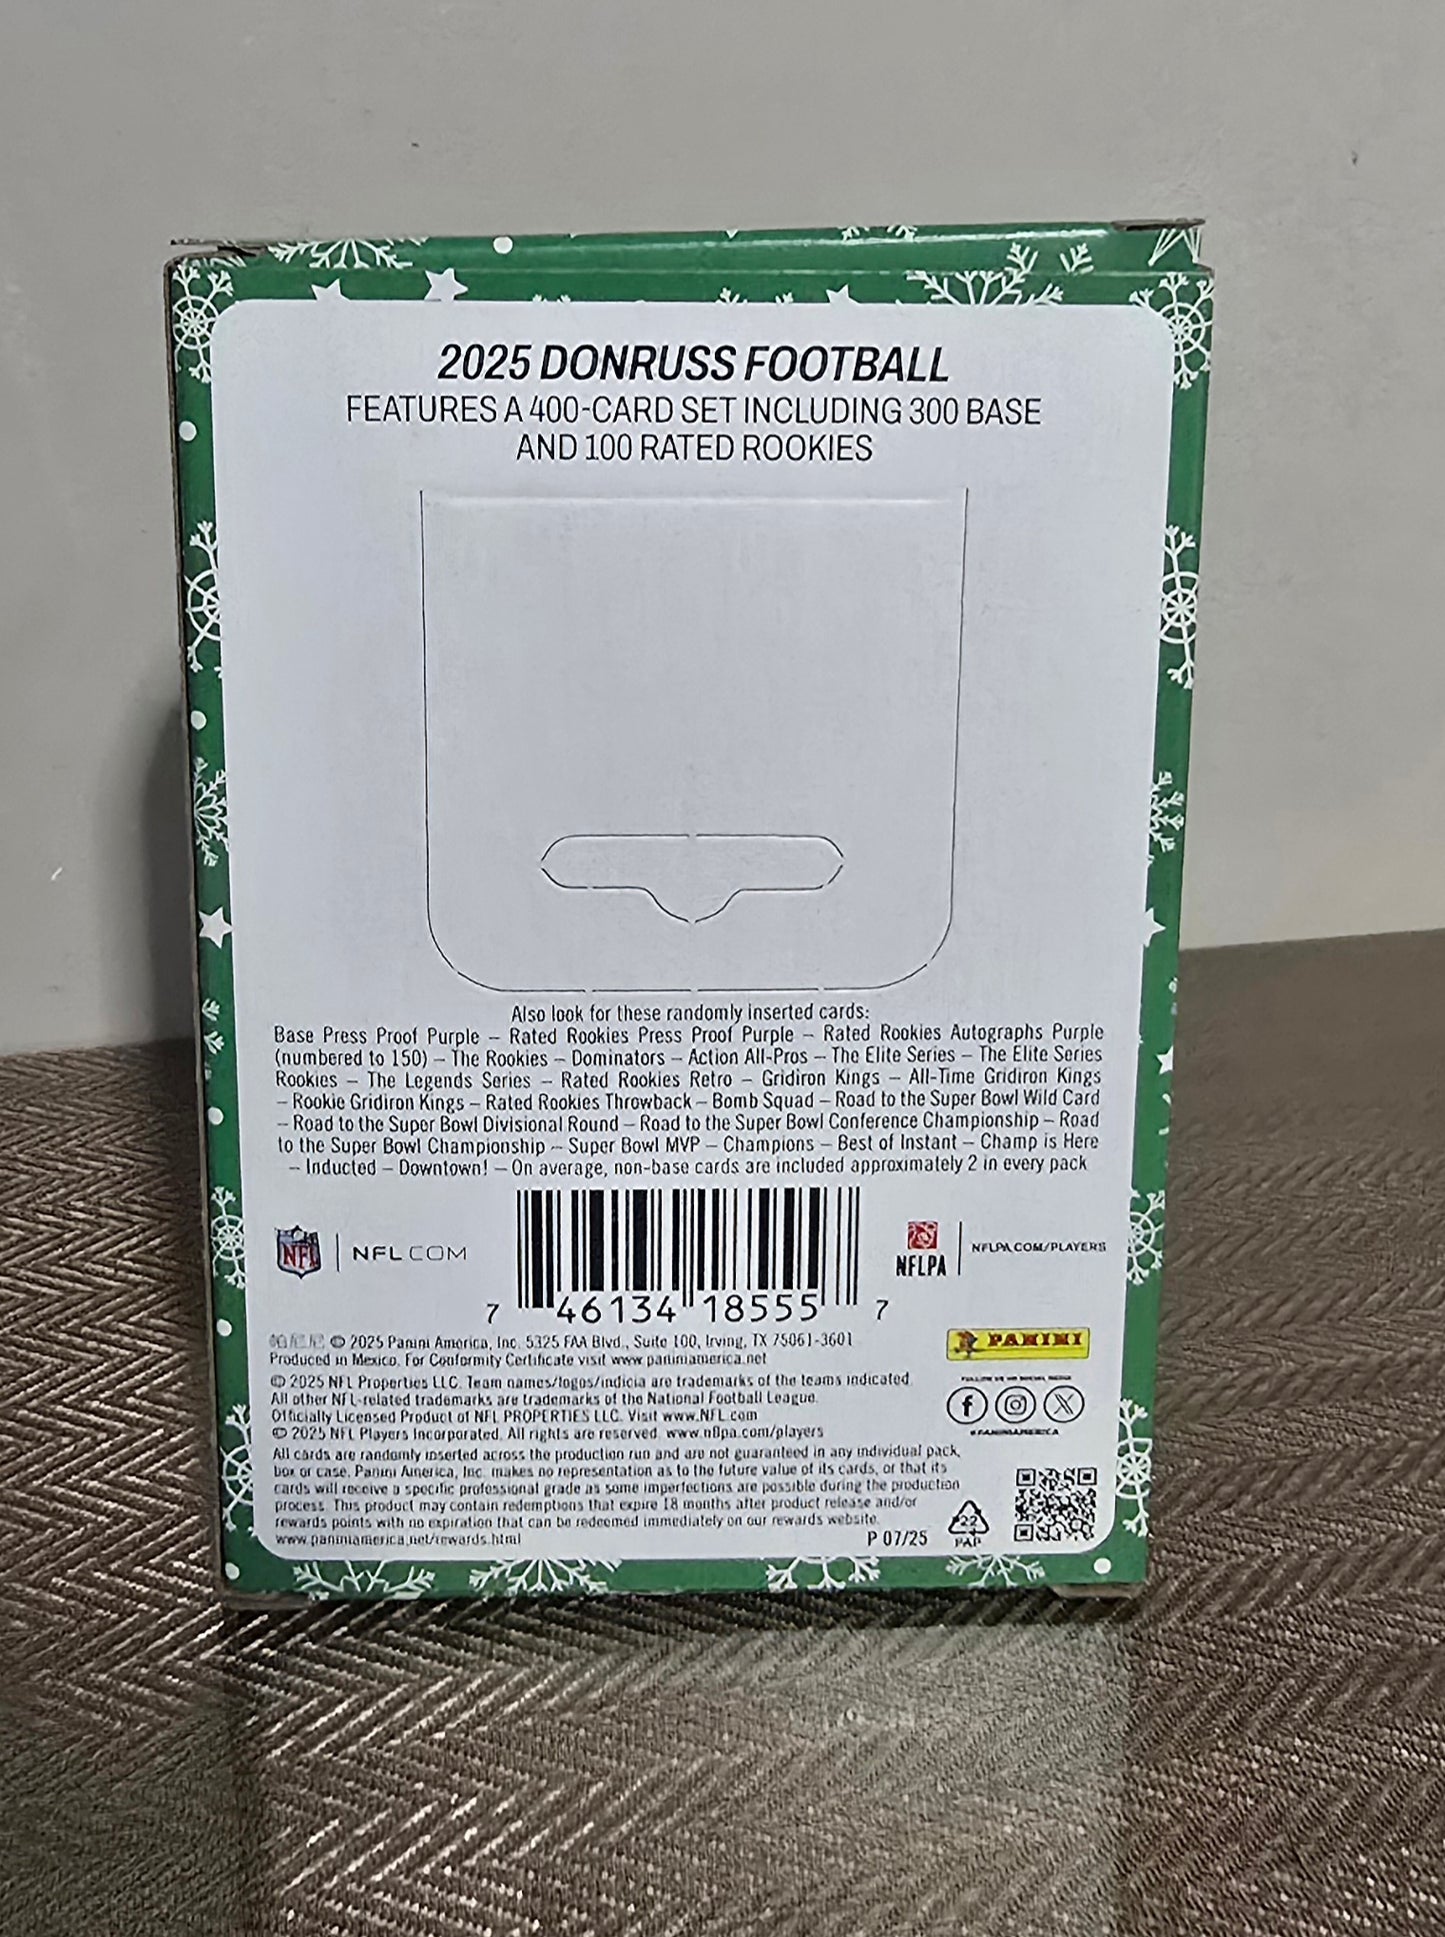 2025 DONRUSS FOOTBALL
FEATURES A 400-CARD SET INCLUDING 300 BASE
AND 100 RATED ROOKIES
Also look for these randomly inserted cards:
Base Press Proof Purple – Rated Rookies Press Proof Purple – Rated Rookies Autographs Purple
(numbered to 150) – The Rookies – Dominators – Action All-Pros – The Elite Series – The Elite Series
Rookies – The Legends Series – Rated Rookies Retro – Gridiron Kings – All-Time Gridiron Kings
– Rookie Gridiron Kings – Rated Rookies Throwback – Bomb Squad – Road to the Super Bowl Wild Card
– Road to the Super Bowl Divisional Round – Road to the Super Bowl Conference Championship – Road
to the Super Bowl Championship – Super Bowl MVP – Champions – Best of Instant – Champ is Here
– Inducted – Downtown! – On average, non-base cards are included approximately 2 in every pack
NFL
NFL.COM
7 46134 18555 7
NFLPA
NFLPA.COM/PLAYERS
© 2025 Panini America, Inc. 5325 FAA Blvd., Suite 100, Irving, TX 75061-3601
Produced in Mexico. For Conformity Certificate visit www.paniniamerica.net
PANINI
© 2025 NFL Properties LLC. Team names/logos/indicia are trademarks of the teams indicated.
All other NFL-related trademarks are trademarks of the National Football League.
Officially Licensed Product of NFL PROPERTIES LLC. Visit www.NFL.com
© 2025 NFL Players Incorporated. All rights are reserved. www.nflpa.com/players
FOLLOW US ON SOCIAL MEDIA
#PANINIAMERICA
All cards are randomly inserted across the production run and are not guaranteed in any individual pack,
box or case. Panini America, Inc. makes no representation as to the future value of its cards, or that its
cards will receive a specific professional grade as some imperfections are possible during the production
process. This product may contain redemptions that expire 18 months after product release and/or
rewards points with no expiration that can be redeemed immediately on our rewards website.
www.paniniamerica.net/rewards.html
P 07/25
22
PAP